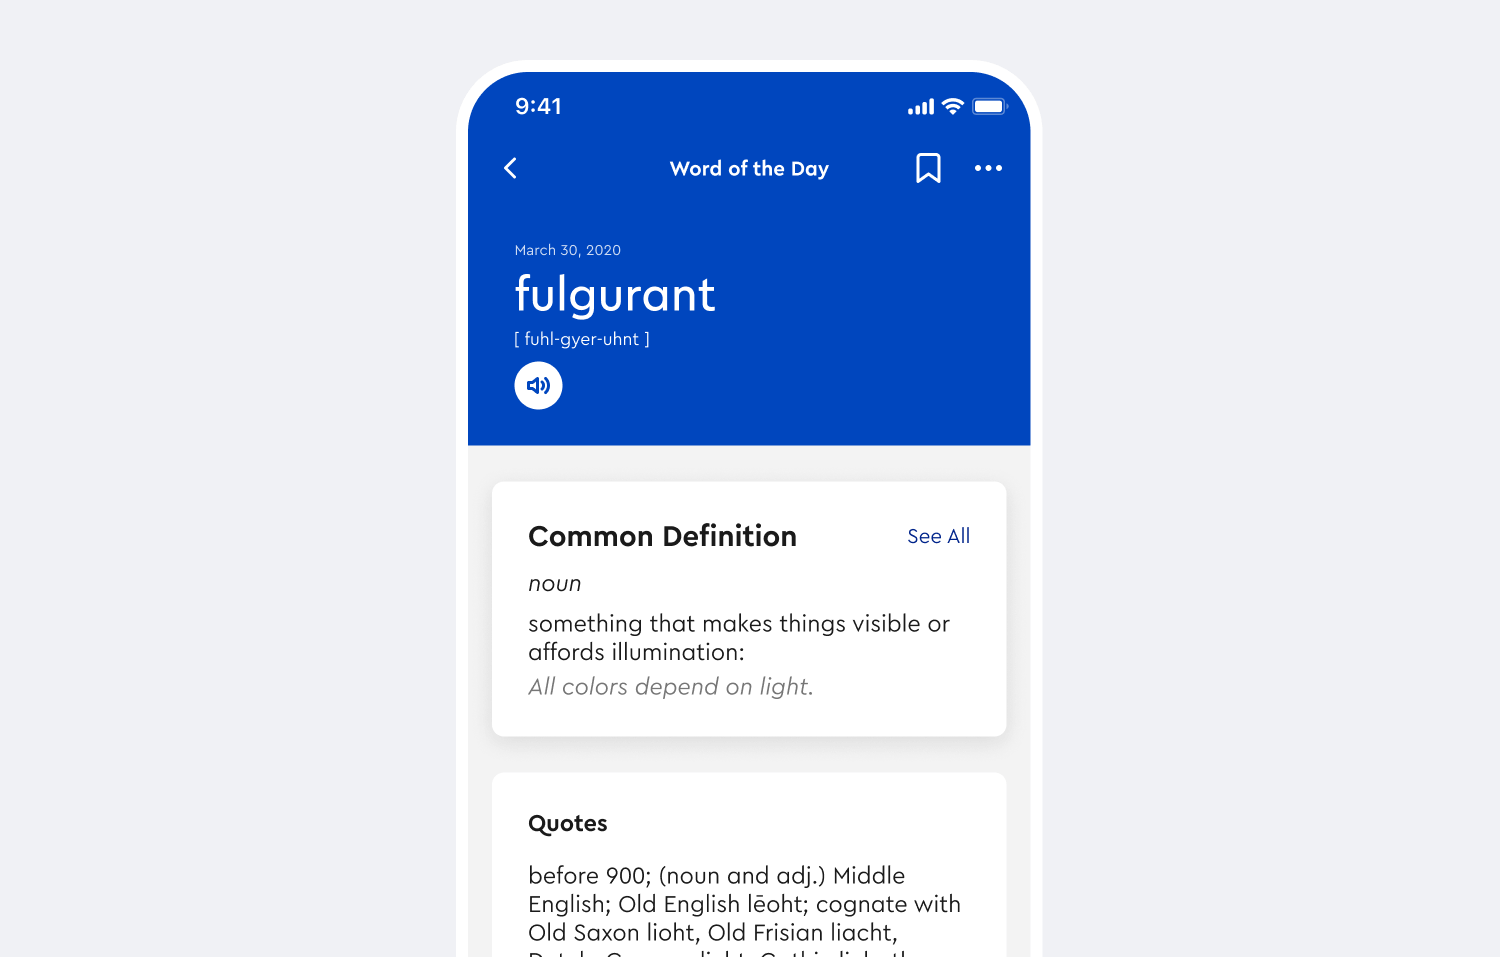 9:41
Word of the Day
March 30, 2020
fulgurant
[ fuhl-gyer-uhnt ]
Common Definition
See All
noun
something that makes things visible or
affords illumination:
All colors depend on light.
Quotes
before 900; (noun and adj.) Middle
English; Old English lēoht; cognate with
Old Saxon lioht, Old Frisian liacht,